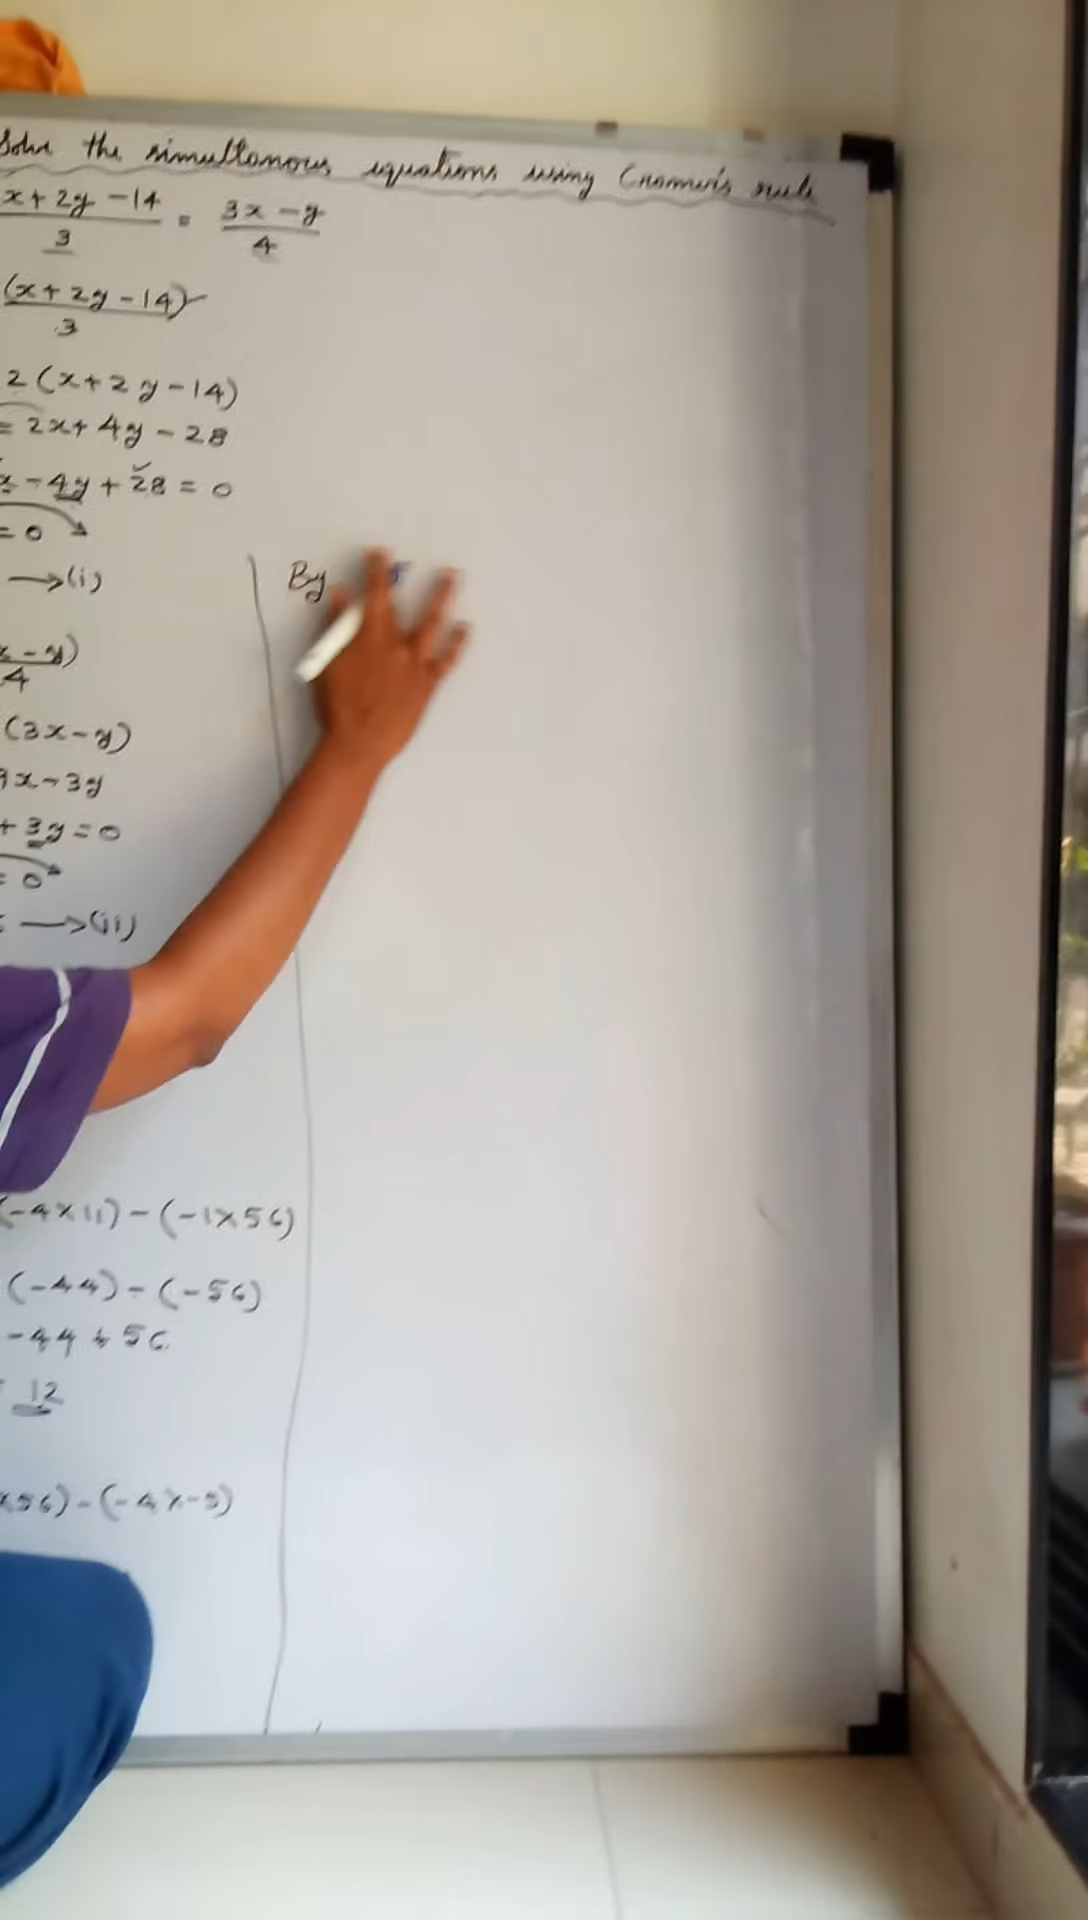 Solve the simultanous equations using Cramer's rule
x + 2y - 14 / 3 = 3x - y / 4
(x + 2y - 14) / 3
2 (x + 2y - 14)
= 2x + 4y - 28
x - 4y + 28 = 0
= 0
→ (i)
By
x - y) / 4
(3x - y)
9x - 3y
+ 3y = 0
= 0
→ (ii)
(-4 x 11) - (-1 x 56)
(-44) - (-56)
-44 + 56
= 12
x 56) - (-4 x -5)